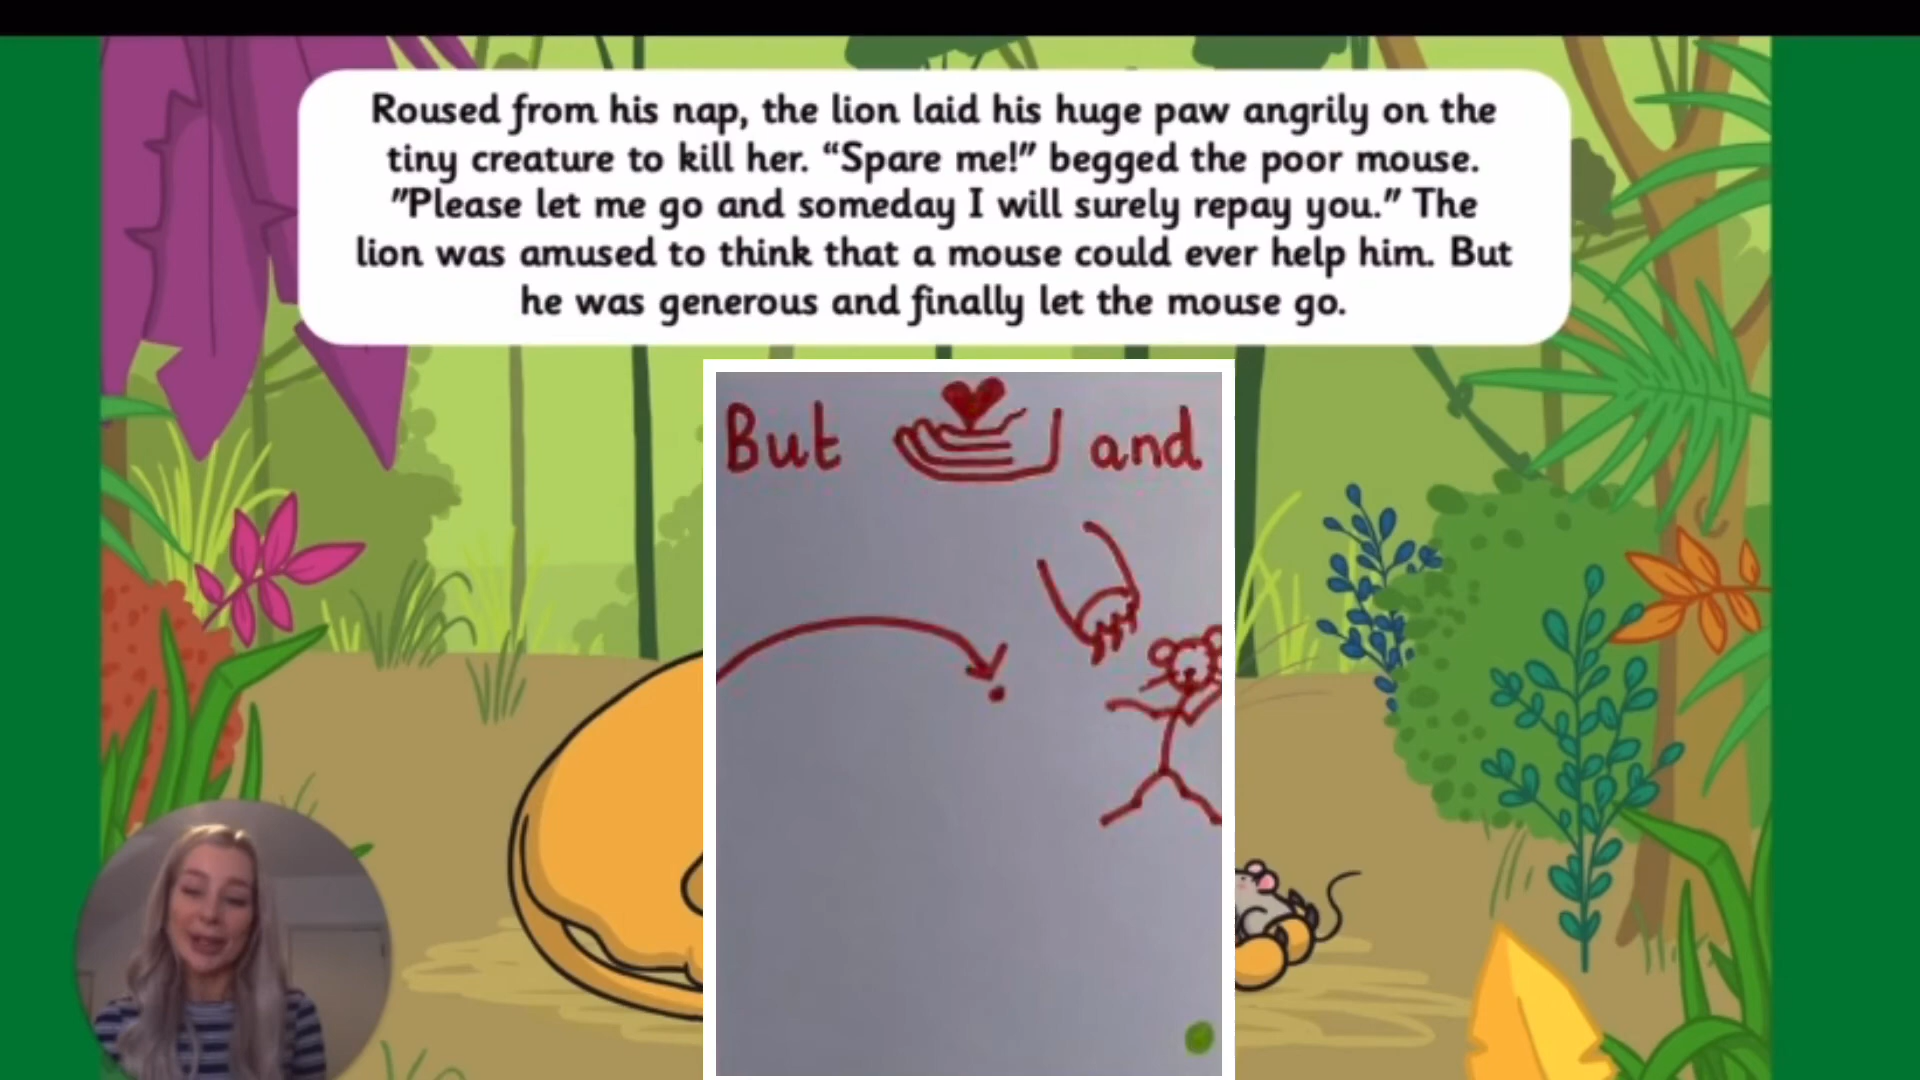 Roused from his nap, the lion laid his huge paw angrily on the
tiny creature to kill her. “Spare me!” begged the poor mouse.
"Please let me go and someday I will surely repay you.” The
lion was amused to think that a mouse could ever help him. But
he was generous and finally let the mouse go.
But and